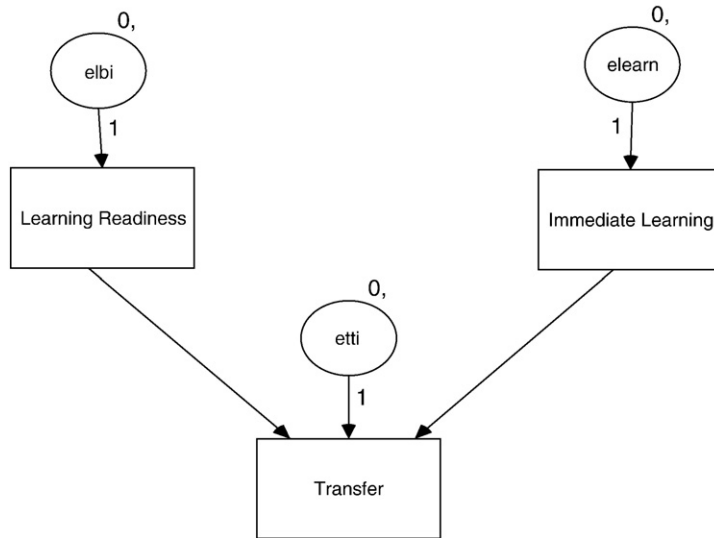 0,
elbi
1
0,
elearn
1
Learning Readiness
Immediate Learning
0,
etti
1
Transfer